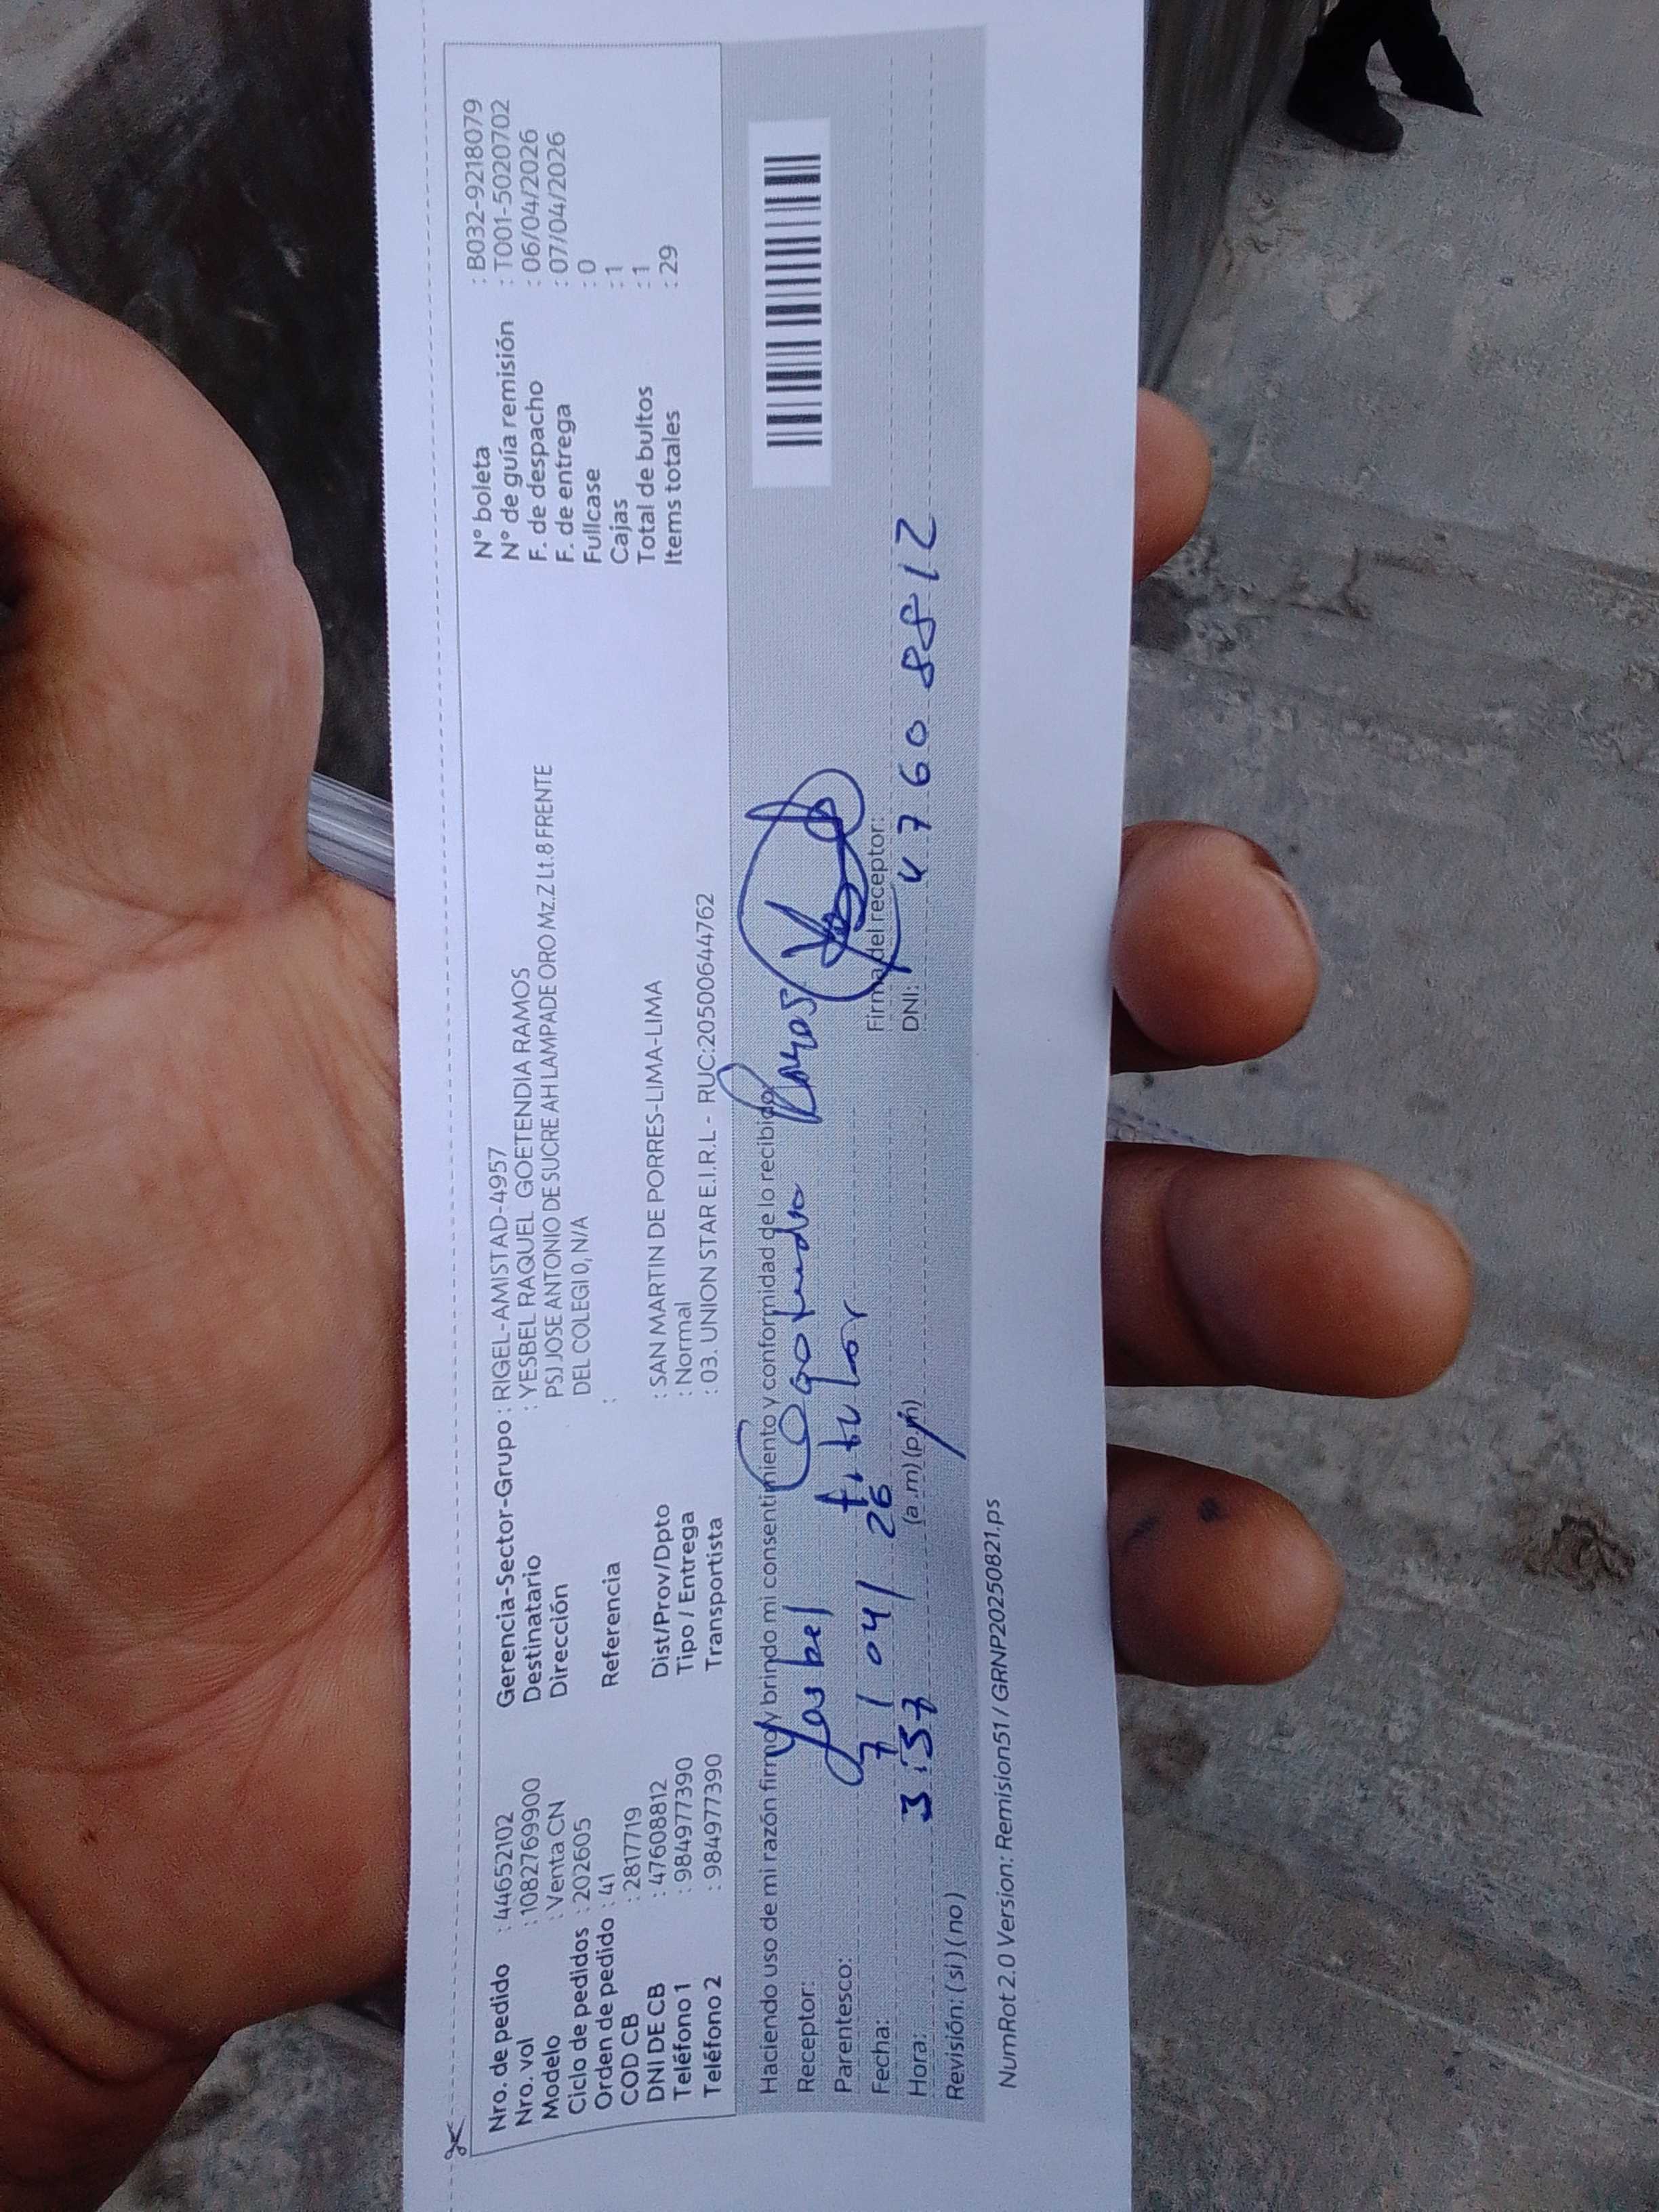 Nro. de pedido : 44652102
Nro. vol : 1082769900
Modelo : Venta CN
Ciclo de pedidos : 202605
Orden de pedido : 41
COD CB : 2817719
DNI DE CB : 47608812
Teléfono 1 : 984977390
Teléfono 2 : 984977390
Gerencia-Sector-Grupo : RIGEL-AMISTAD-4957
Destinatario : YESBEL RAQUEL GOETENDIA RAMOS
Dirección PSJ JOSE ANTONIO DE SUCRE AH LAMPADE ORO Mz.Z Lt.8 FRENTE
DEL COLEGI 0, N/A
Referencia :
Dist/Prov/Dpto : SAN MARTIN DE PORRES-LIMA-LIMA
Tipo / Entrega : Normal
Transportista : 03. UNION STAR E.I.R.L - RUC:20500644762
N° boleta : B032-9218079
N° de guía remisión : T001-5020702
F. de despacho : 06/04/2026
F. de entrega : 07/04/2026
Fullcase : 0
Cajas : 1
Total de bultos : 1
Items totales : 29
Haciendo uso de mi razón firmo y brindo mi consentimiento y conformidad de lo recibido.
Receptor: Ramos
Parentesco: titular
Fecha: 7/04/26
Hora: 3:57 (a.m) (p.m)
Revisión: (si) (no)
Firma del receptor:
DNI: 47608812
NumRot 2.0 Version: Remision51 / GRNP20250821.ps